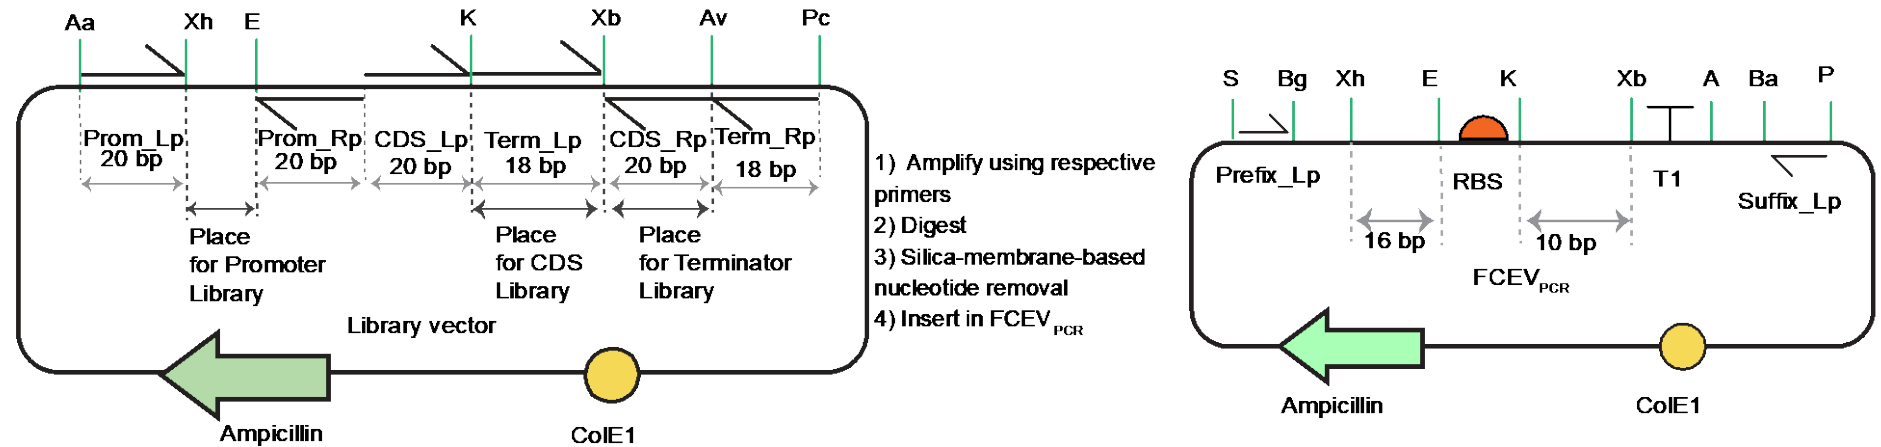 Aa Xh E K Xb Av Pc
Prom_Lp Prom_Rp CDS_Lp Term_Lp CDS_Rp Term_Rp
20 bp 20 bp 20 bp 18 bp 20 bp 18 bp
Place
for Promoter
Library
Place
for CDS
Library
Place
for Terminator
Library
Library vector
Ampicillin
ColE1
1) Amplify using respective
primers
2) Digest
3) Silica-membrane-based
nucleotide removal
4) Insert in FCEV PCR
S Bg Xh E K Xb A Ba P
Prefix_Lp
RBS
T1
Suffix_Lp
16 bp
10 bp
FCEVPCR
Ampicillin
ColE1